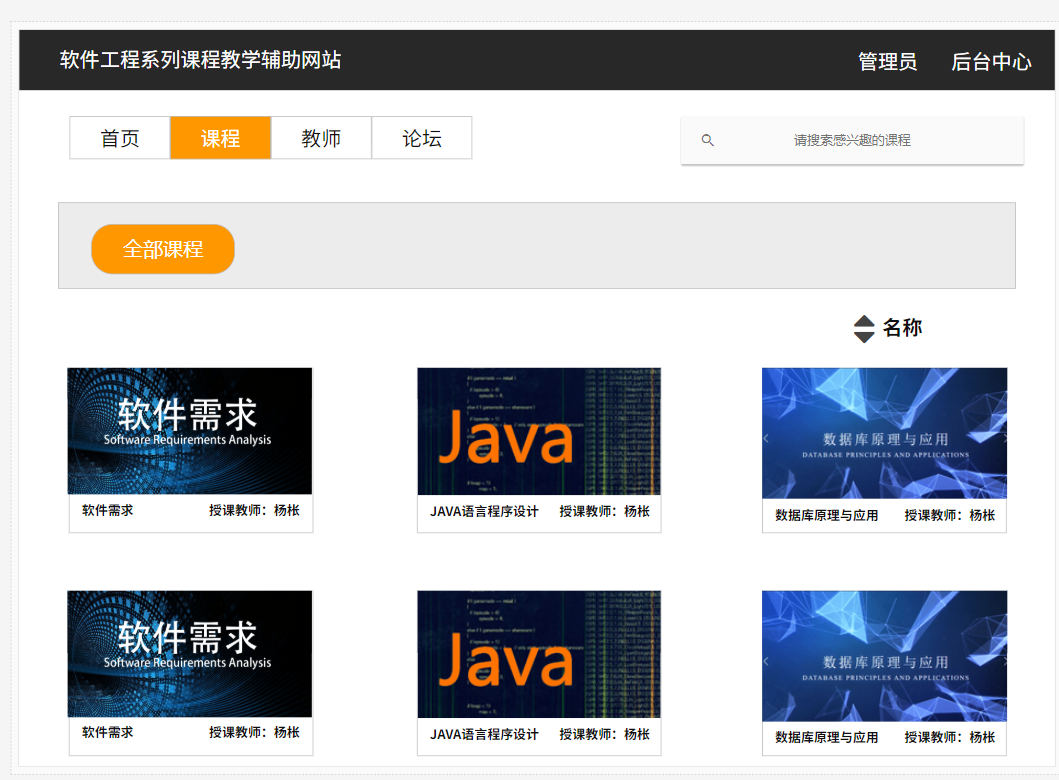 软件工程系列课程教学辅助网站 管理员 后台中心
首页 课程 教师 论坛 请搜索感兴趣的课程
全部课程
名称
软件需求
Software Requirements Analysis
软件需求 授课教师：杨枨
Java
JAVA语言程序设计 授课教师：杨枨
数据库原理与应用
DATABASE PRINCIPLES AND APPLICATIONS
数据库原理与应用 授课教师：杨枨
软件需求
Software Requirements Analysis
软件需求 授课教师：杨枨
Java
JAVA语言程序设计 授课教师：杨枨
数据库原理与应用
DATABASE PRINCIPLES AND APPLICATIONS
数据库原理与应用 授课教师：杨枨